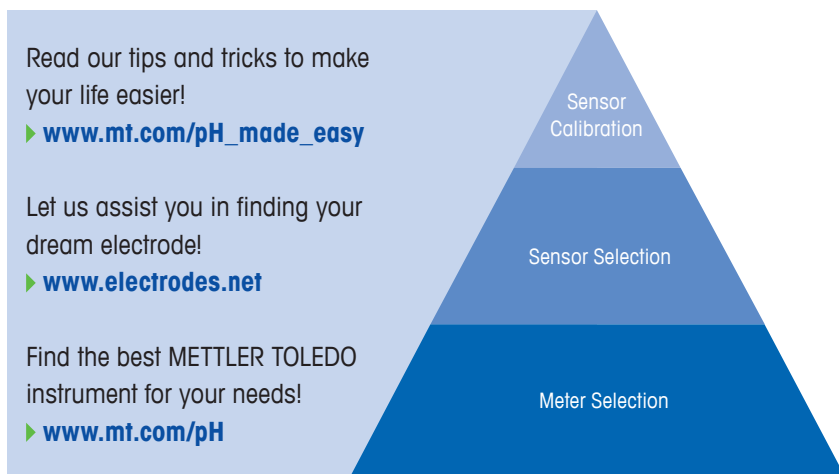 Read our tips and tricks to make
your life easier!
www.mt.com/pH_made_easy
Let us assist you in finding your
dream electrode!
www.electrodes.net
Find the best METTLER TOLEDO
instrument for your needs!
www.mt.com/pH
Sensor
Calibration
Sensor Selection
Meter Selection